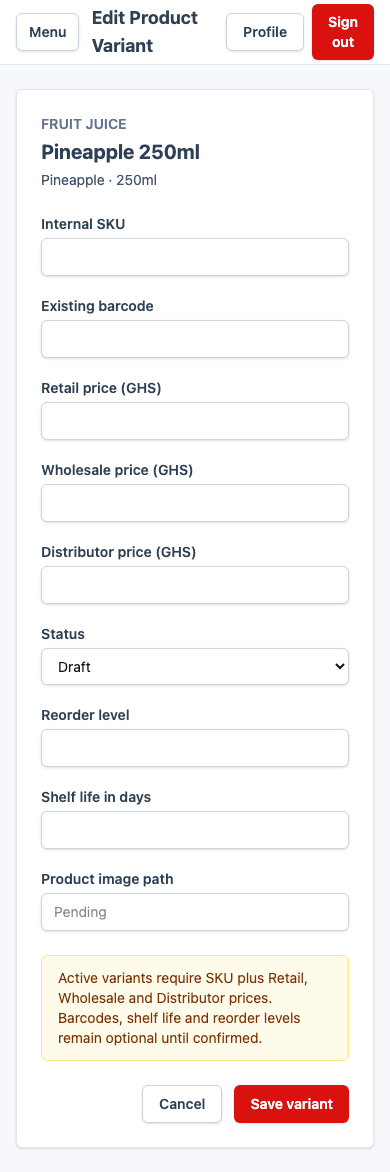 Menu
Edit Product
Variant
Profile
Sign
out
FRUIT JUICE
Pineapple 250ml
Pineapple · 250ml
Internal SKU
Existing barcode
Retail price (GHS)
Wholesale price (GHS)
Distributor price (GHS)
Status
Draft
Reorder level
Shelf life in days
Product image path
Pending
Active variants require SKU plus Retail,
Wholesale and Distributor prices.
Barcodes, shelf life and reorder levels
remain optional until confirmed.
Cancel
Save variant